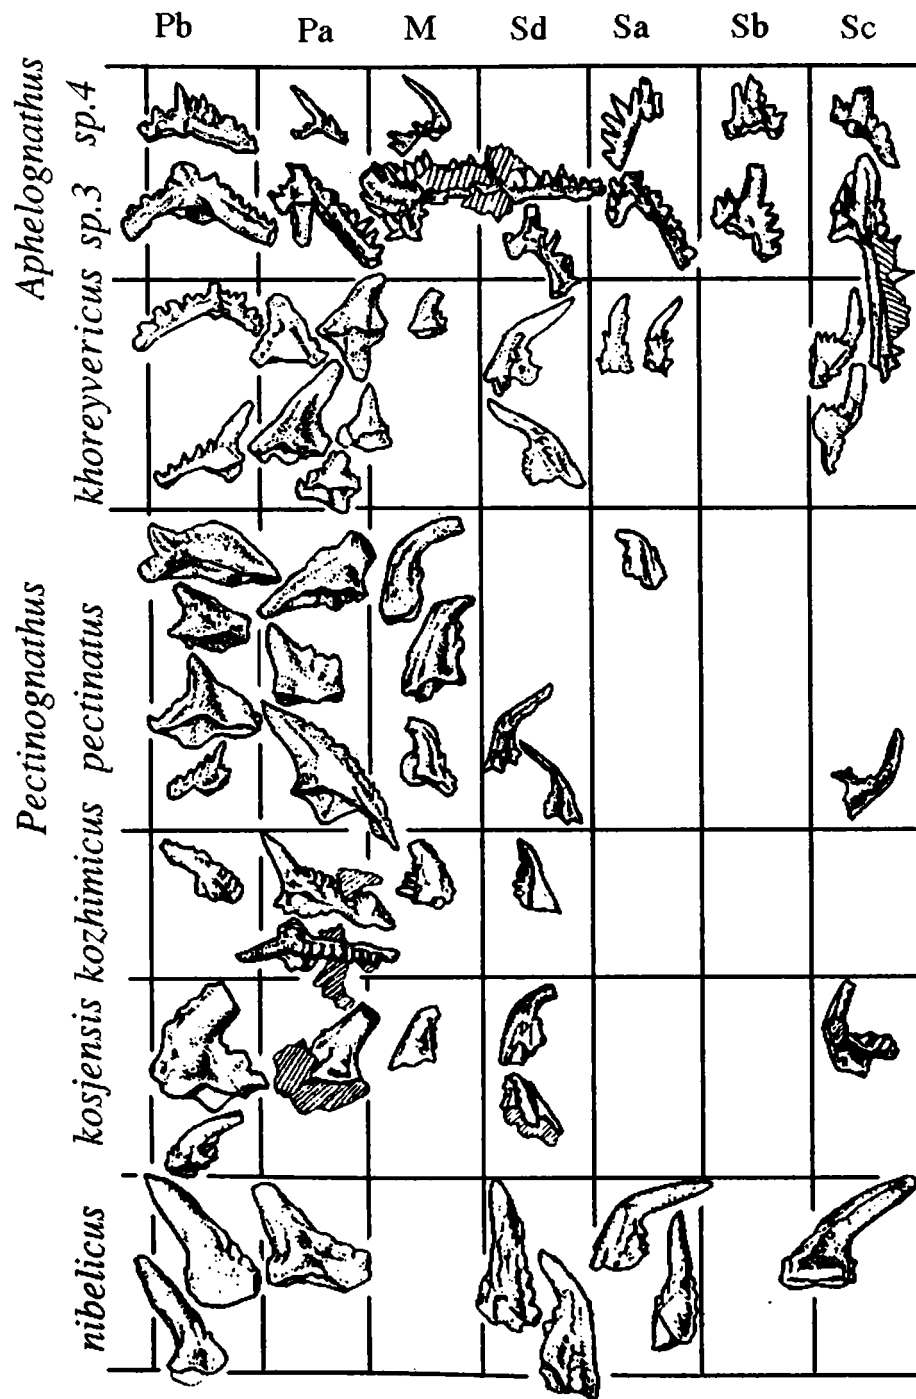 Pb Pa M Sd Sa Sb Sc
Aphelognathus
sp.4
sp.3
Pectinognathus
khoreyvericus
pectinatus
kozhimicus
kosjensis
nibelicus